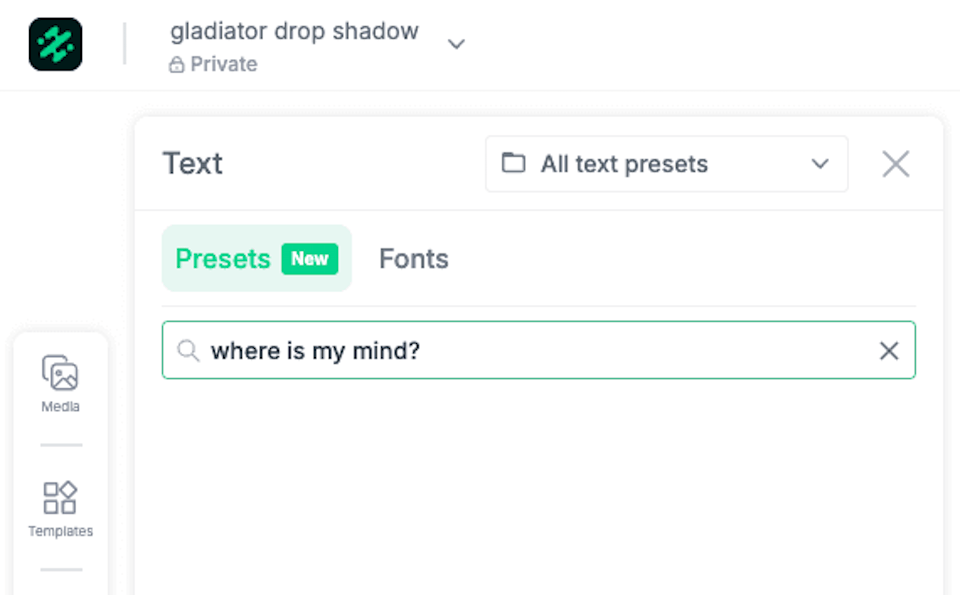 gladiator drop shadow
Private
Text
All text presets
Presets New
Fonts
where is my mind?
Media
Templates